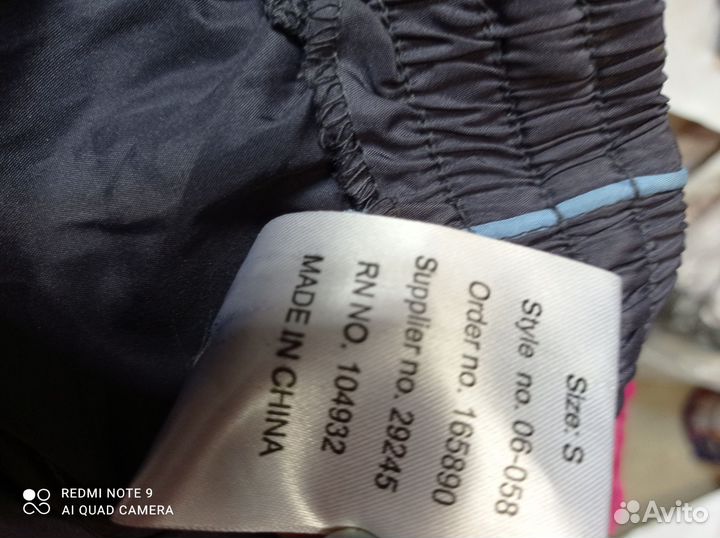 Size: S
Style no. 06-058
Order no. 165890
Supplier no. 29245
RN NO. 104932
MADE IN CHINA
REDMI NOTE 9
AI QUAD CAMERA
Avito